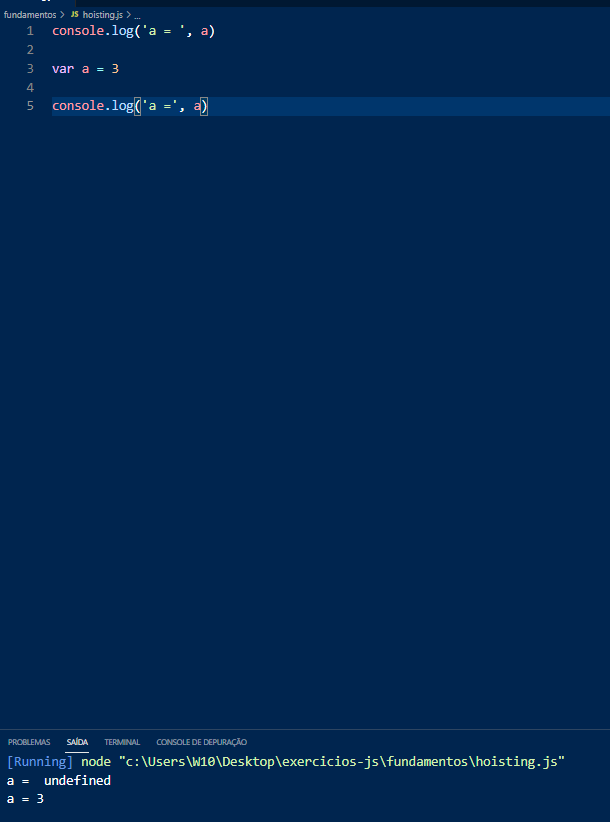 fundamentos > JS hoisting.js > ...
1 console.log('a = ', a)
2
3 var a = 3
4
5 console.log('a =', a)
PROBLEMAS SAÍDA TERMINAL CONSOLE DE DEPURAÇÃO
[Running] node "c:\Users\W10\Desktop\exercicios-js\fundamentos\hoisting.js"
a =  undefined
a = 3